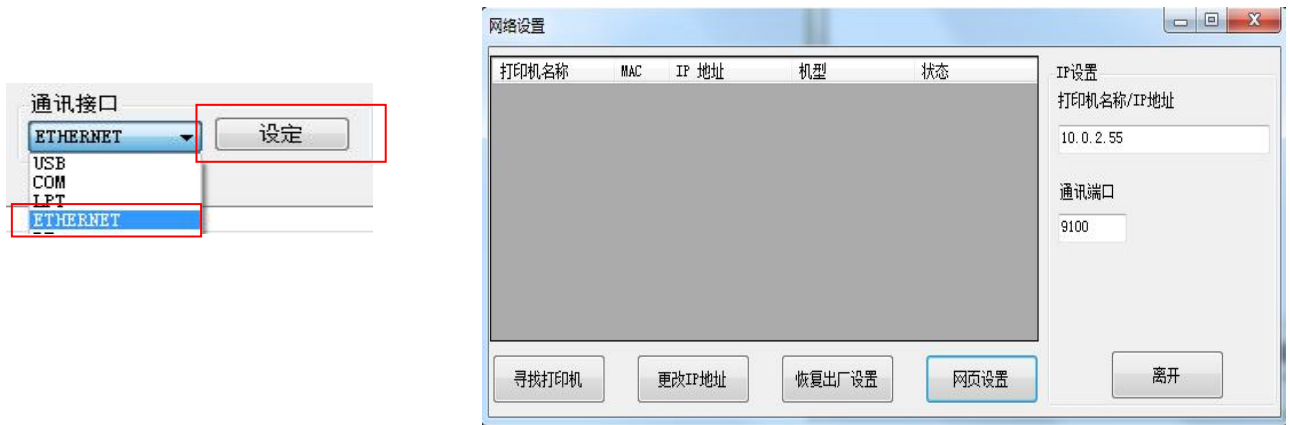 通讯接口
ETHERNET
设定
USB
COM
LPT
ETHERNET
网络设置
打印机名称 MAC IP 地址 机型 状态
IP设置
打印机名称/IP地址
10.0.2.55
通讯端口
9100
寻找打印机 更改IP地址 恢复出厂设置 网页设置 离开